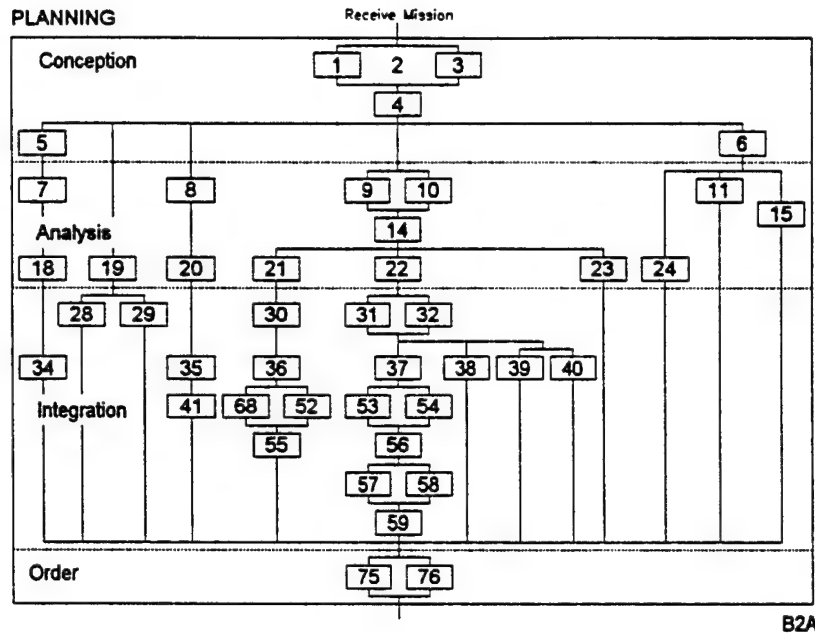 PLANNING
Receive Mission
Conception
1 2 3
4
5 6
7 8 9 10 11
15
14
Analysis
18 19 20 21 22 23 24
28 29 30 31 32
34 35 36 37 38 39 40
Integration
41 68 52 53 54
55 56
57 58
59
Order
75 76
B2A